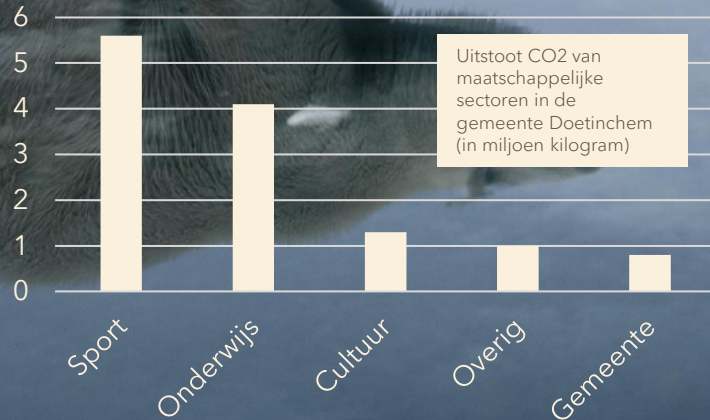 6
5
4
3
2
1
0
Uitstoot CO2 van
maatschappelijke
sectoren in de
gemeente Doetinchem
(in miljoen kilogram)
Sport
Onderwijs
Cultuur
Overig
Gemeente